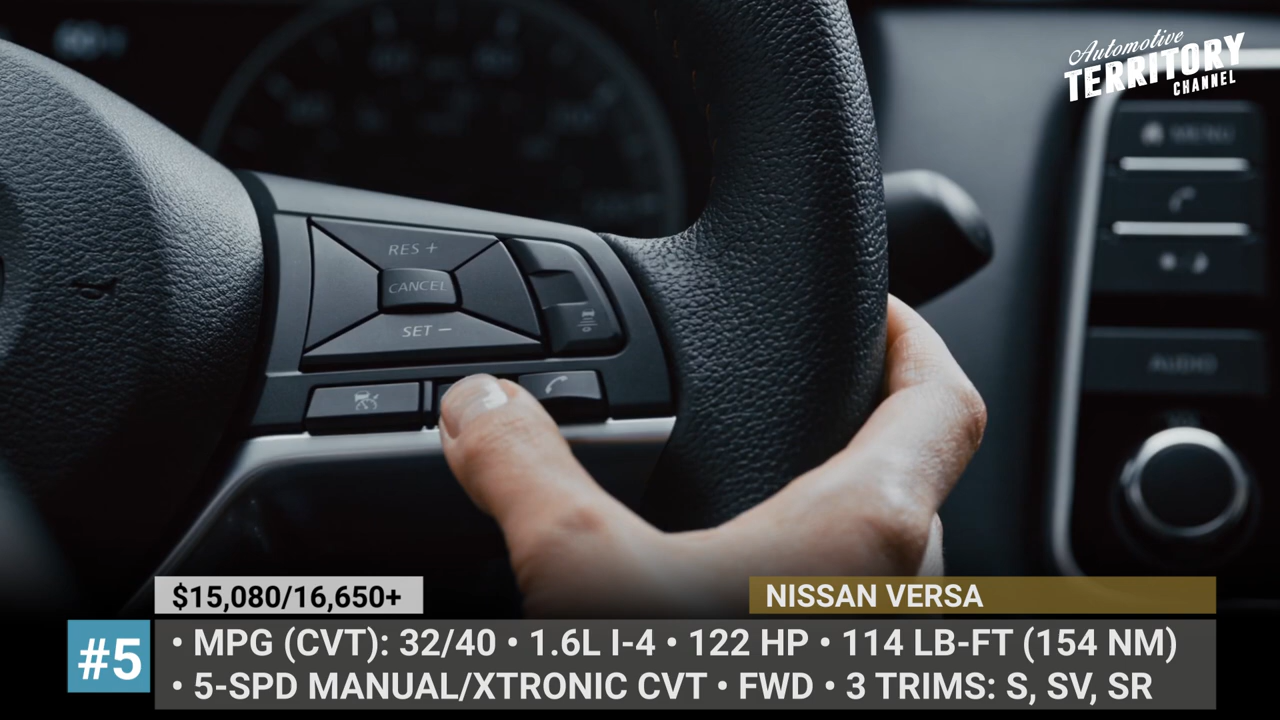 Automotive
TERRITORY
CHANNEL
MENU
RES +
CANCEL
SET −
AUDIO
$15,080/16,650+
NISSAN VERSA
#5
• MPG (CVT): 32/40 • 1.6L I-4 • 122 HP • 114 LB-FT (154 NM)
• 5-SPD MANUAL/XTRONIC CVT • FWD • 3 TRIMS: S, SV, SR